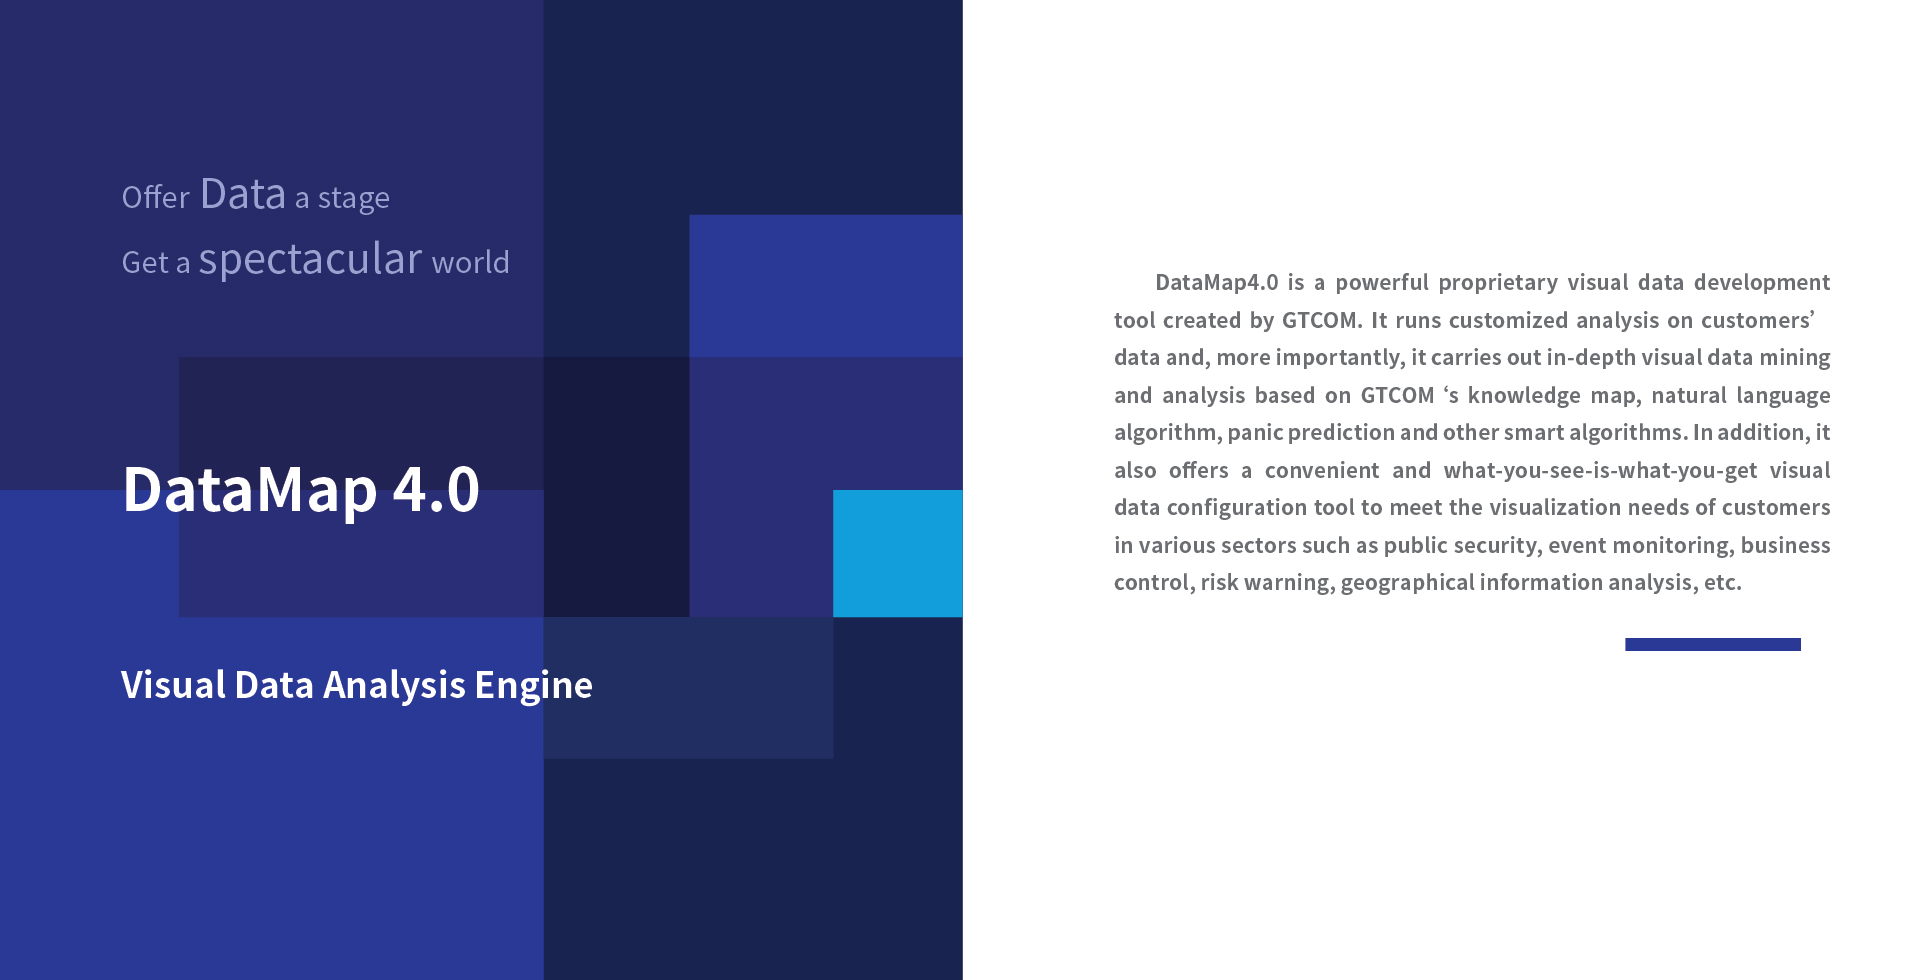 Offer Data a stage
Get a spectacular world
DataMap 4.0
Visual Data Analysis Engine
DataMap4.0 is a powerful proprietary visual data development
tool created by GTCOM. It runs customized analysis on customers’
data and, more importantly, it carries out in-depth visual data mining
and analysis based on GTCOM ‘s knowledge map, natural language
algorithm, panic prediction and other smart algorithms. In addition, it
also offers a convenient and what-you-see-is-what-you-get visual
data configuration tool to meet the visualization needs of customers
in various sectors such as public security, event monitoring, business
control, risk warning, geographical information analysis, etc.